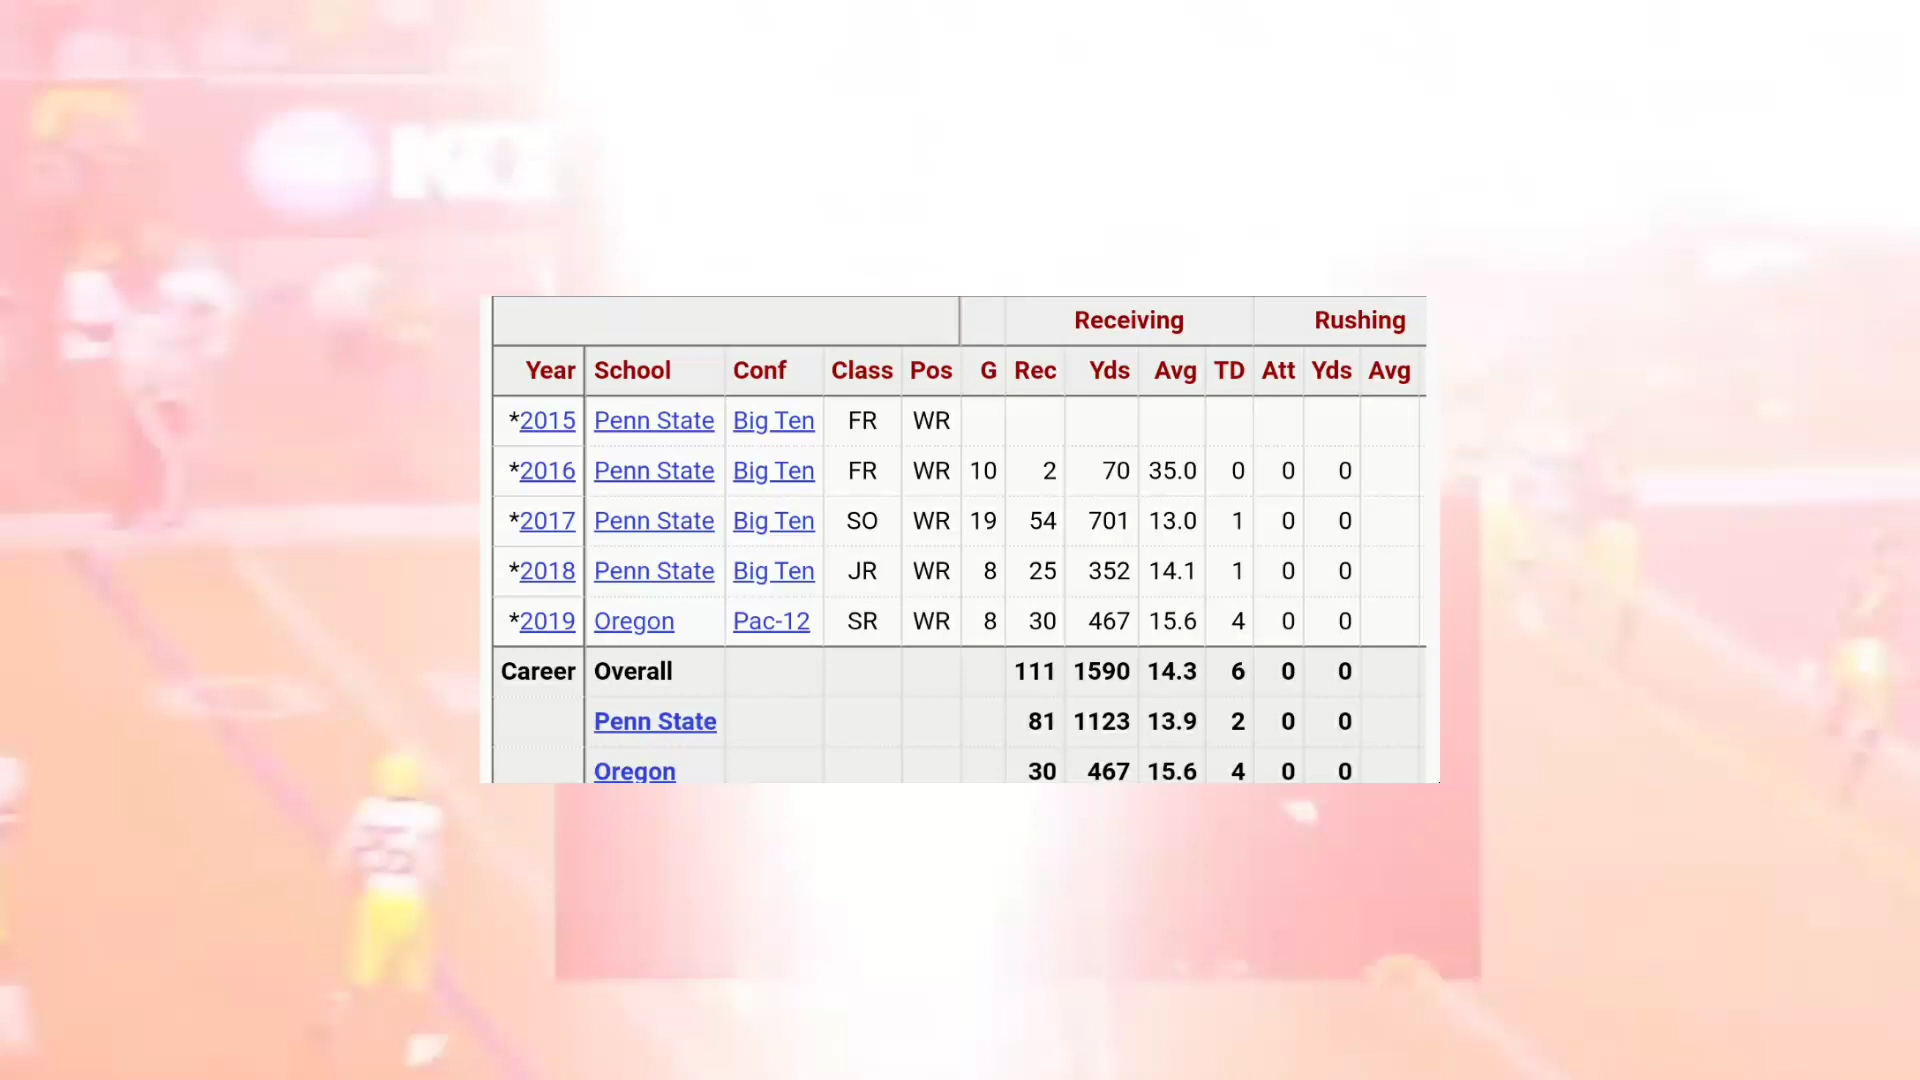 Receiving Rushing
Year School Conf Class Pos G Rec Yds Avg TD Att Yds Avg
*2015 Penn State Big Ten FR WR
*2016 Penn State Big Ten FR WR 10 2 70 35.0 0 0 0
*2017 Penn State Big Ten SO WR 19 54 701 13.0 1 0 0
*2018 Penn State Big Ten JR WR 8 25 352 14.1 1 0 0
*2019 Oregon Pac-12 SR WR 8 30 467 15.6 4 0 0
Career Overall 111 1590 14.3 6 0 0
Penn State 81 1123 13.9 2 0 0
Oregon 30 467 15.6 4 0 0